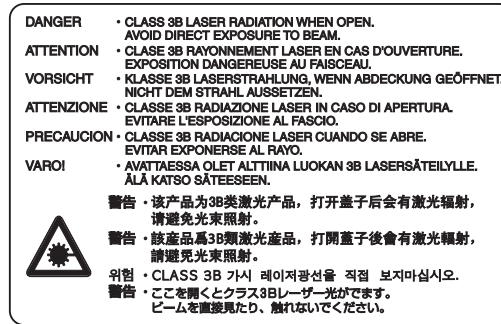 DANGER ・CLASS 3B LASER RADIATION WHEN OPEN.
AVOID DIRECT EXPOSURE TO BEAM.
ATTENTION ・CLASE 3B RAYONNEMENT LASER EN CAS D'OUVERTURE.
EXPOSITION DANGEREUSE AU FAISCEAU.
VORSICHT ・KLASSE 3B LASERSTRAHLUNG, WENN ABDECKUNG GEÖFFNET.
NICHT DEM STRAHL AUSSETZEN.
ATTENZIONE ・CLASSE 3B RADIAZIONE LASER IN CASO DI APERTURA.
EVITARE L'ESPOSIZIONE AL FASCIO.
PRECAUCION ・CLASSE 3B RADIACIONE LASER CUANDO SE ABRE.
EVITAR EXPONERSE AL RAYO.
VARO! ・AVATTAESSA OLET ALTTIINA LUOKAN 3B LASERSÄTEILYLLE.
ÄLÄ KATSO SÄTEESEEN.
警告・该产品为3B类激光产品，打开盖子后会有激光辐射，
请避免光束照射。
警告・該産品爲3B類激光産品，打開蓋子後會有激光輻射，
請避免光束照射。
위험・CLASS 3B 가시 레이저광선을 직접 보지마십시오.
警告・ここを開くとクラス3Bレーザー光がでます。
ビームを直接見たり、触れないでください。